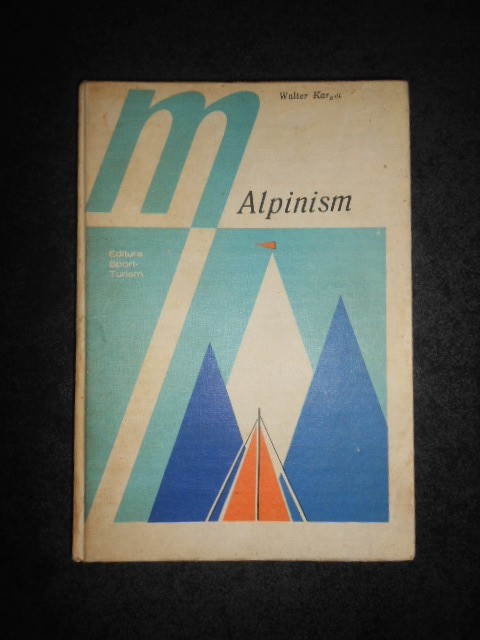 m
Walter
Alpinism
Editura
Sport-
Turism